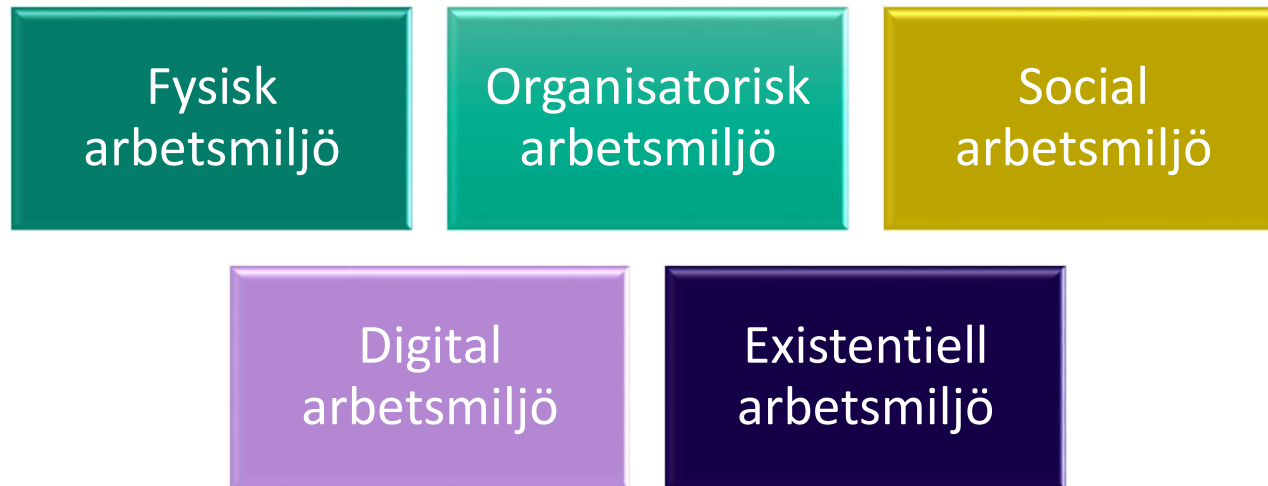 Fysisk
arbetsmiljö
Organisatorisk
arbetsmiljö
Social
arbetsmiljö
Digital
arbetsmiljö
Existentiell
arbetsmiljö